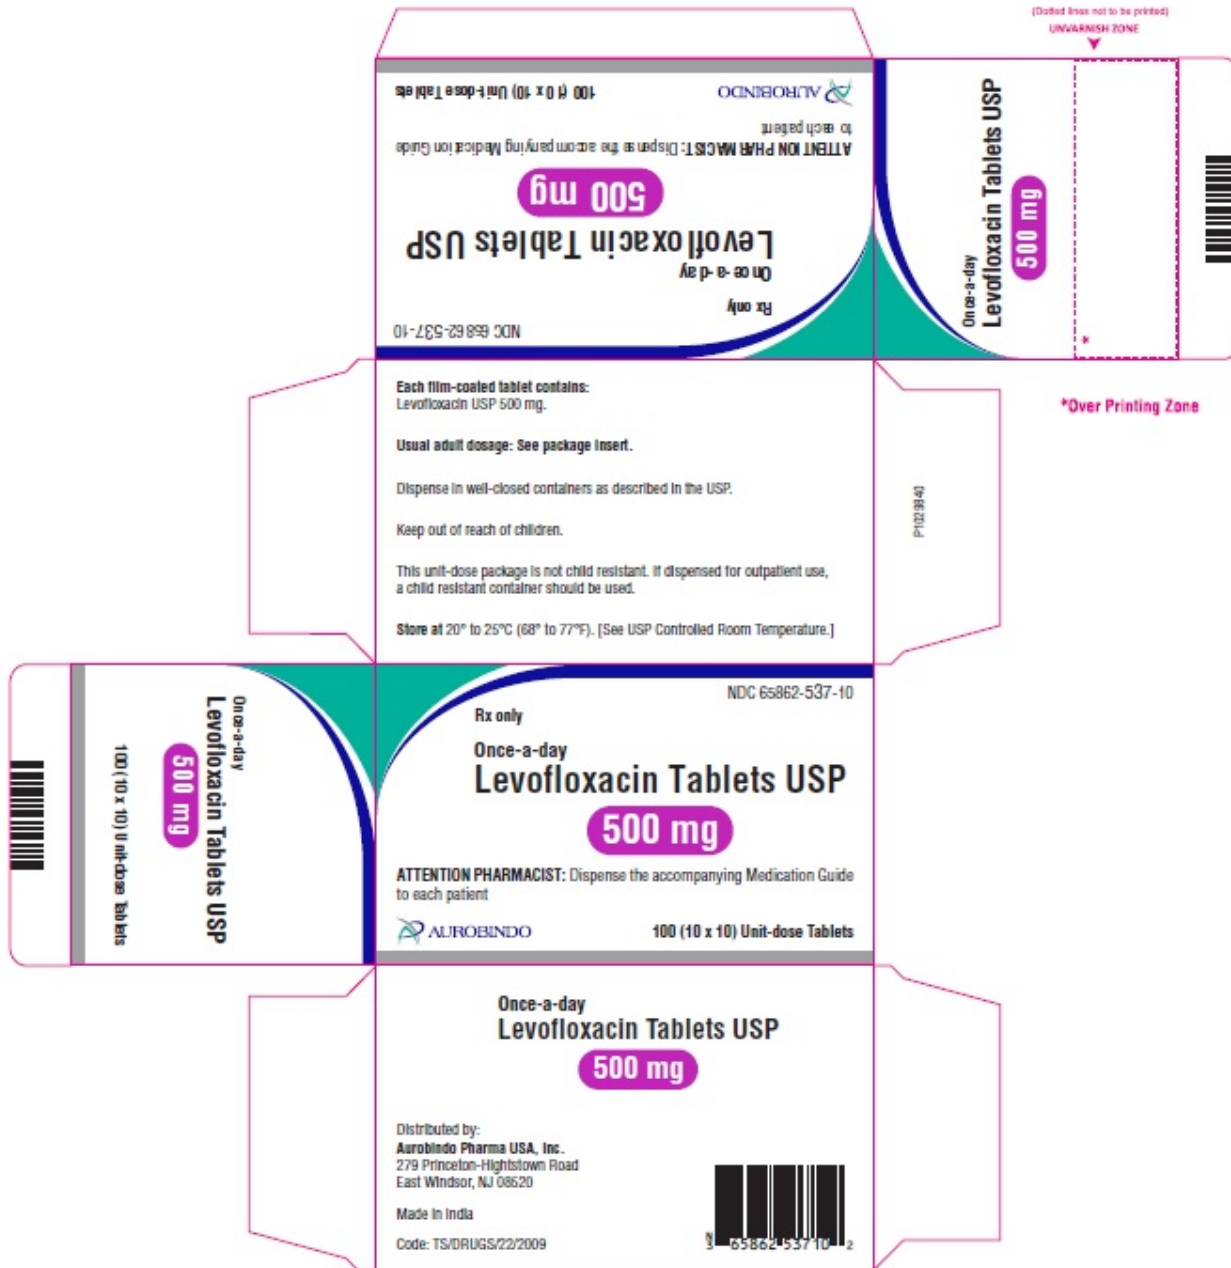 (Dotted lines not to be printed)
UNVARNISH ZONE
100 (10 x 10) Unit-dose Tablets
AUROBINDO
ATTENTION PHARMACIST: Dispense the accompanying Medication Guide
to each patient
500 mg
Levofloxacin Tablets USP
Once-a-day
Rx only
NDC 65862-537-10
Once-a-day
Levofloxacin Tablets USP
500 mg
*
*Over Printing Zone
Each film-coated tablet contains:
Levofloxacin USP 500 mg.
Usual adult dosage: See package insert.
Dispense in well-closed containers as described in the USP.
Keep out of reach of children.
This unit-dose package is not child resistant. If dispensed for outpatient use,
a child resistant container should be used.
Store at 20° to 25°C (68° to 77°F). [See USP Controlled Room Temperature.]
P1029840
Once-a-day
Levofloxacin Tablets USP
500 mg
100 (10 x 10) Unit-dose Tablets
NDC 65862-537-10
Rx only
Once-a-day
Levofloxacin Tablets USP
500 mg
ATTENTION PHARMACIST: Dispense the accompanying Medication Guide
to each patient
AUROBINDO
100 (10 x 10) Unit-dose Tablets
Once-a-day
Levofloxacin Tablets USP
500 mg
Distributed by:
Aurobindo Pharma USA, Inc.
279 Princeton-Hightstown Road
East Windsor, NJ 08520
Made in India
Code: TS/DRUGS/22/2009
N
3 65862 53710 2